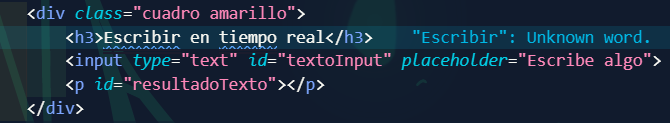 <div class="cuadro amarillo">
<h3>Escribir en tiempo real</h3> "Escribir": Unknown word.
<input type="text" id="textoInput" placeholder="Escribe algo">
<p id="resultadoTexto"></p>
</div>